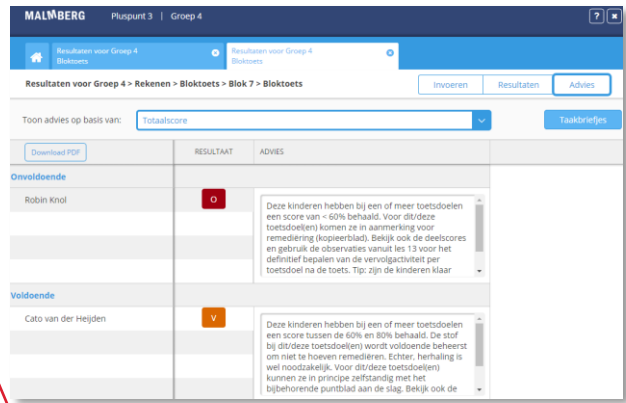 MALMBERG Pluspunt 3 | Groep 4
? ×
Resultaten voor Groep 4
Bloktoets
Resultaten voor Groep 4
Bloktoets
Resultaten voor Groep 4 > Rekenen > Bloktoets > Blok 7 > Bloktoets
Invoeren Resultaten Advies
Toon advies op basis van: Totaalscore Taakbriefjes
Download PDF RESULTAAT ADVIES
Onvoldoende
Robin Knol O
Deze kinderen hebben bij een of meer toetsdoelen
een score van < 60% behaald. Voor dit/deze
toetsdoel(en) komen ze in aanmerking voor
remediëring (kopieerblad). Bekijk ook de deelscores
en gebruik de observaties vanuit les 13 voor het
definitief bepalen van de vervolgactiviteit per
toetsdoel na de toets. Tip: zijn de kinderen klaar
Voldoende
Cato van der Heijden V
Deze kinderen hebben bij een of meer toetsdoelen
een score tussen de 60% en 80% behaald. De stof
bij dit/deze toetsdoel(en) wordt voldoende beheerst
om niet te hoeven remediëren. Echter, herhaling is
wel noodzakelijk. Voor dit/deze toetsdoel(en)
kunnen ze in principe zelfstandig met het
bijbehorende puntblad aan de slag. Bekijk ook de